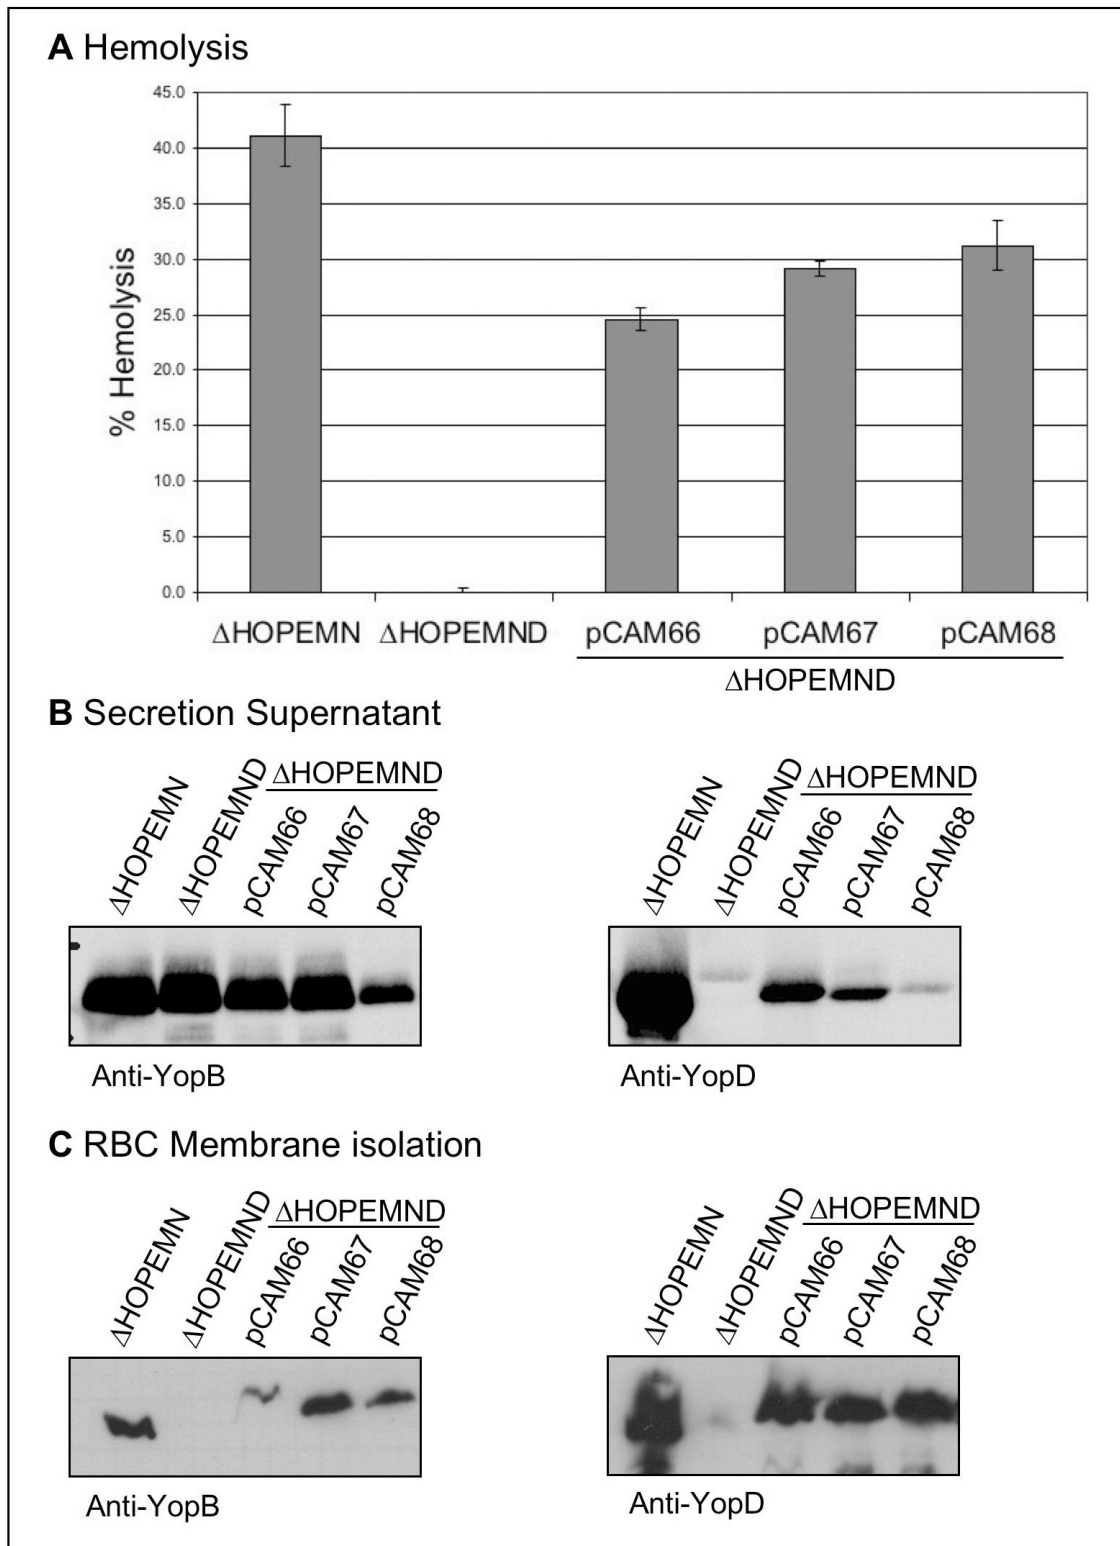 A Hemolysis
45.0
40.0
35.0
30.0
25.0
20.0
15.0
10.0
5.0
0.0
% Hemolysis
ΔHOPEMN ΔHOPEMND pCAM66 pCAM67 pCAM68
ΔHOPEMND
B Secretion Supernatant
ΔHOPEMN ΔHOPEMND ΔHOPEMND
pCAM66 pCAM67 pCAM68
Anti-YopB
ΔHOPEMN ΔHOPEMND ΔHOPEMND
pCAM66 pCAM67 pCAM68
Anti-YopD
C RBC Membrane isolation
ΔHOPEMN ΔHOPEMND ΔHOPEMND
pCAM66 pCAM67 pCAM68
Anti-YopB
ΔHOPEMN ΔHOPEMND ΔHOPEMND
pCAM66 pCAM67 pCAM68
Anti-YopD